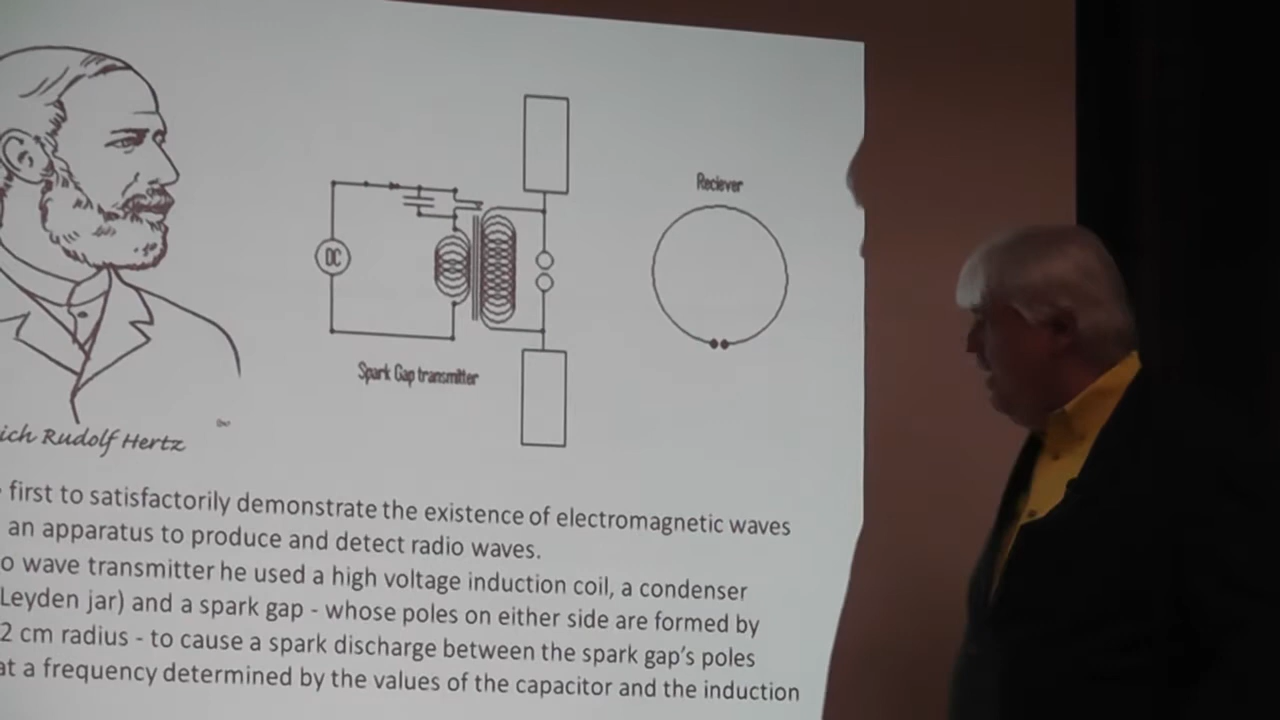 Reciever
DC
Spark Gap transmitter
ich Rudolf Hertz
first to satisfactorily demonstrate the existence of electromagnetic waves
an apparatus to produce and detect radio waves.
o wave transmitter he used a high voltage induction coil, a condenser
Leyden jar) and a spark gap - whose poles on either side are formed by
2 cm radius - to cause a spark discharge between the spark gap's poles
at a frequency determined by the values of the capacitor and the induction